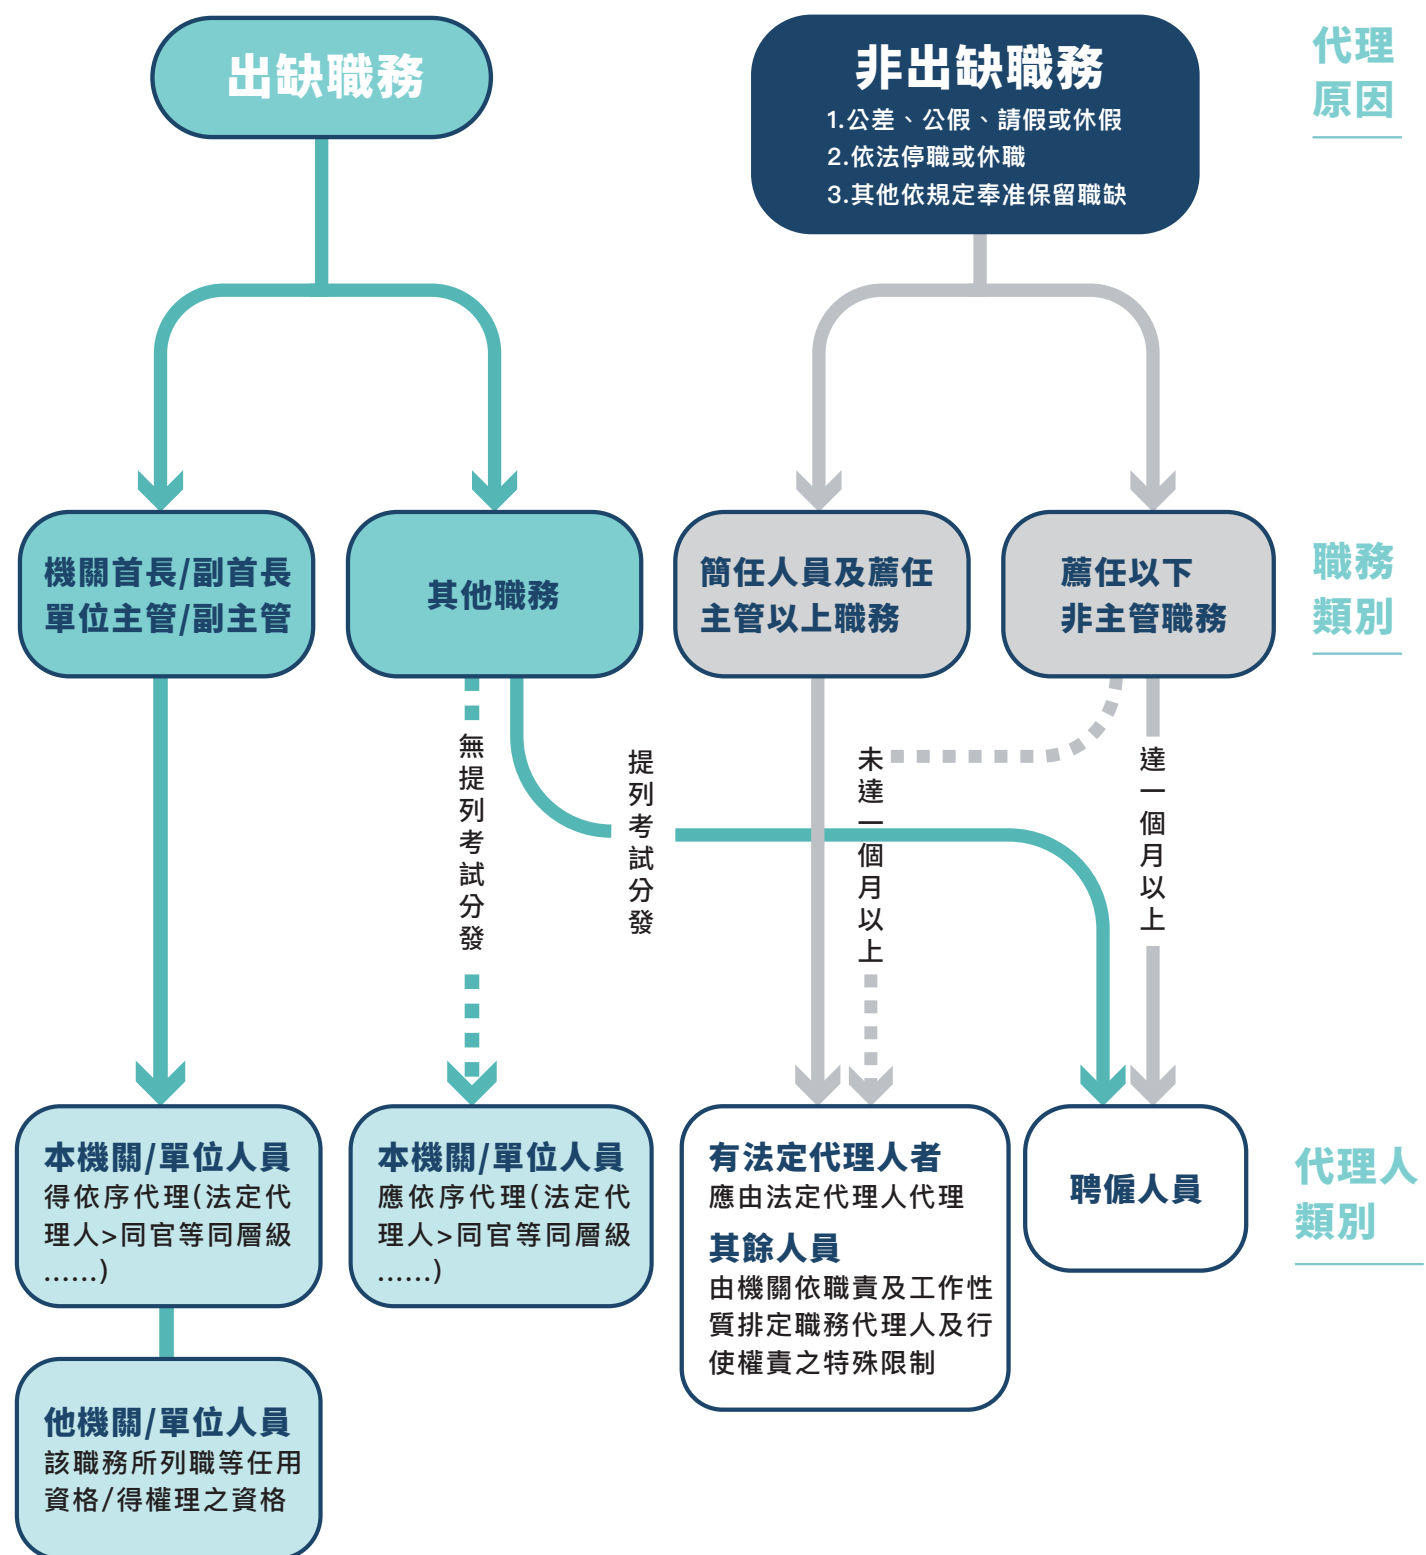 出缺職務
非出缺職務
1.公差、公假、請假或休假
2.依法停職或休職
3.其他依規定奉准保留職缺
代理
原因
機關首長/副首長
單位主管/副主管
其他職務
簡任人員及薦任
主管以上職務
薦任以下
非主管職務
職務
類別
無提列考試分發
提列考試分發
未達一個月以上
達一個月以上
本機關/單位人員
得依序代理(法定代
理人>同官等同層級
......)
本機關/單位人員
應依序代理(法定代
理人>同官等同層級
......)
有法定代理人者
應由法定代理人代理
其餘人員
由機關依職責及工作性
質排定職務代理人及行
使權責之特殊限制
聘僱人員
代理人
類別
他機關/單位人員
該職務所列職等任用
資格/得權理之資格